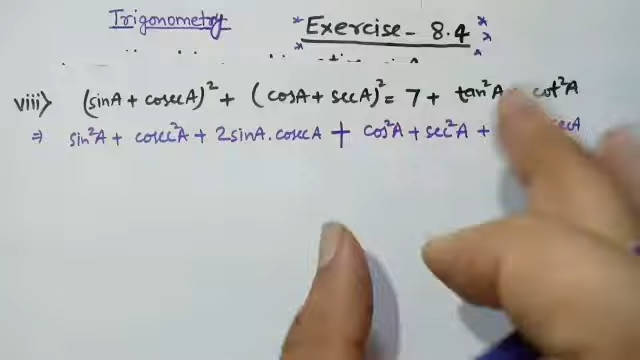 Trigonometry
* Exercise - 8.4 *
viii> (sinA + cosecA)² + (cosA + secA)² = 7 + tan²A cot²A
⇒ sin²A + cosec²A + 2sinA.cosecA + cos²A + sec²A + secA